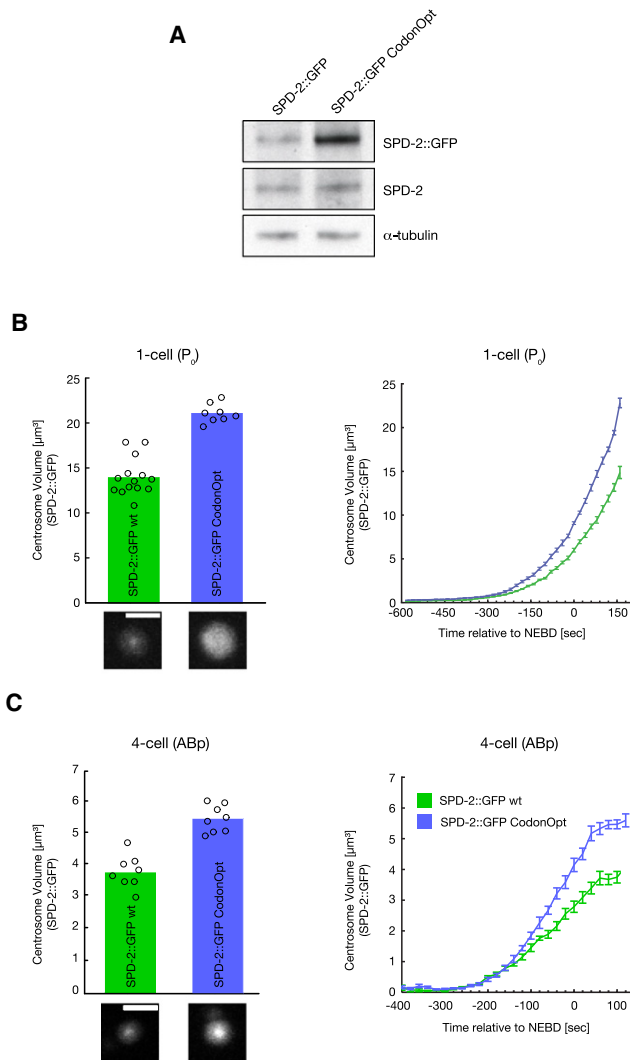 A
SPD-2::GFP
SPD-2::GFP CodonOpt
SPD-2::GFP
SPD-2
α-tubulin
B
1-cell (P0)
Centrosome Volume [μm³]
(SPD-2::GFP)
25
20
15
10
5
0
SPD-2::GFP wt
SPD-2::GFP CodonOpt
1-cell (P0)
Centrosome Volume [μm³]
(SPD-2::GFP)
25
20
15
10
5
0
-600 -450 -300 -150 0 150
Time relative to NEBD [sec]
C
4-cell (ABp)
Centrosome Volume [μm³]
(SPD-2::GFP)
7
6
5
4
3
2
1
0
SPD-2::GFP wt
SPD-2::GFP CodonOpt
4-cell (ABp)
Centrosome Volume [μm³]
(SPD-2::GFP)
7
6
5
4
3
2
1
0
SPD-2::GFP wt
SPD-2::GFP CodonOpt
-400 -300 -200 -100 0 100
Time relative to NEBD [sec]